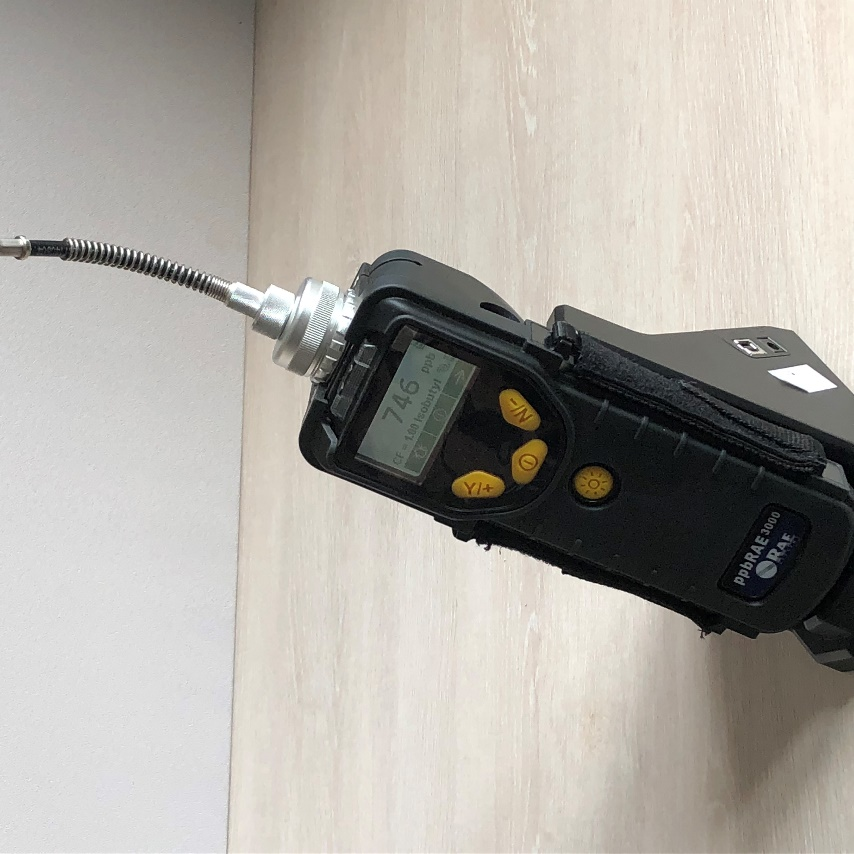 746 ppb
CF = 1.00 isobutyl
N/-
Y/+
ppbRAE 3000
RAE